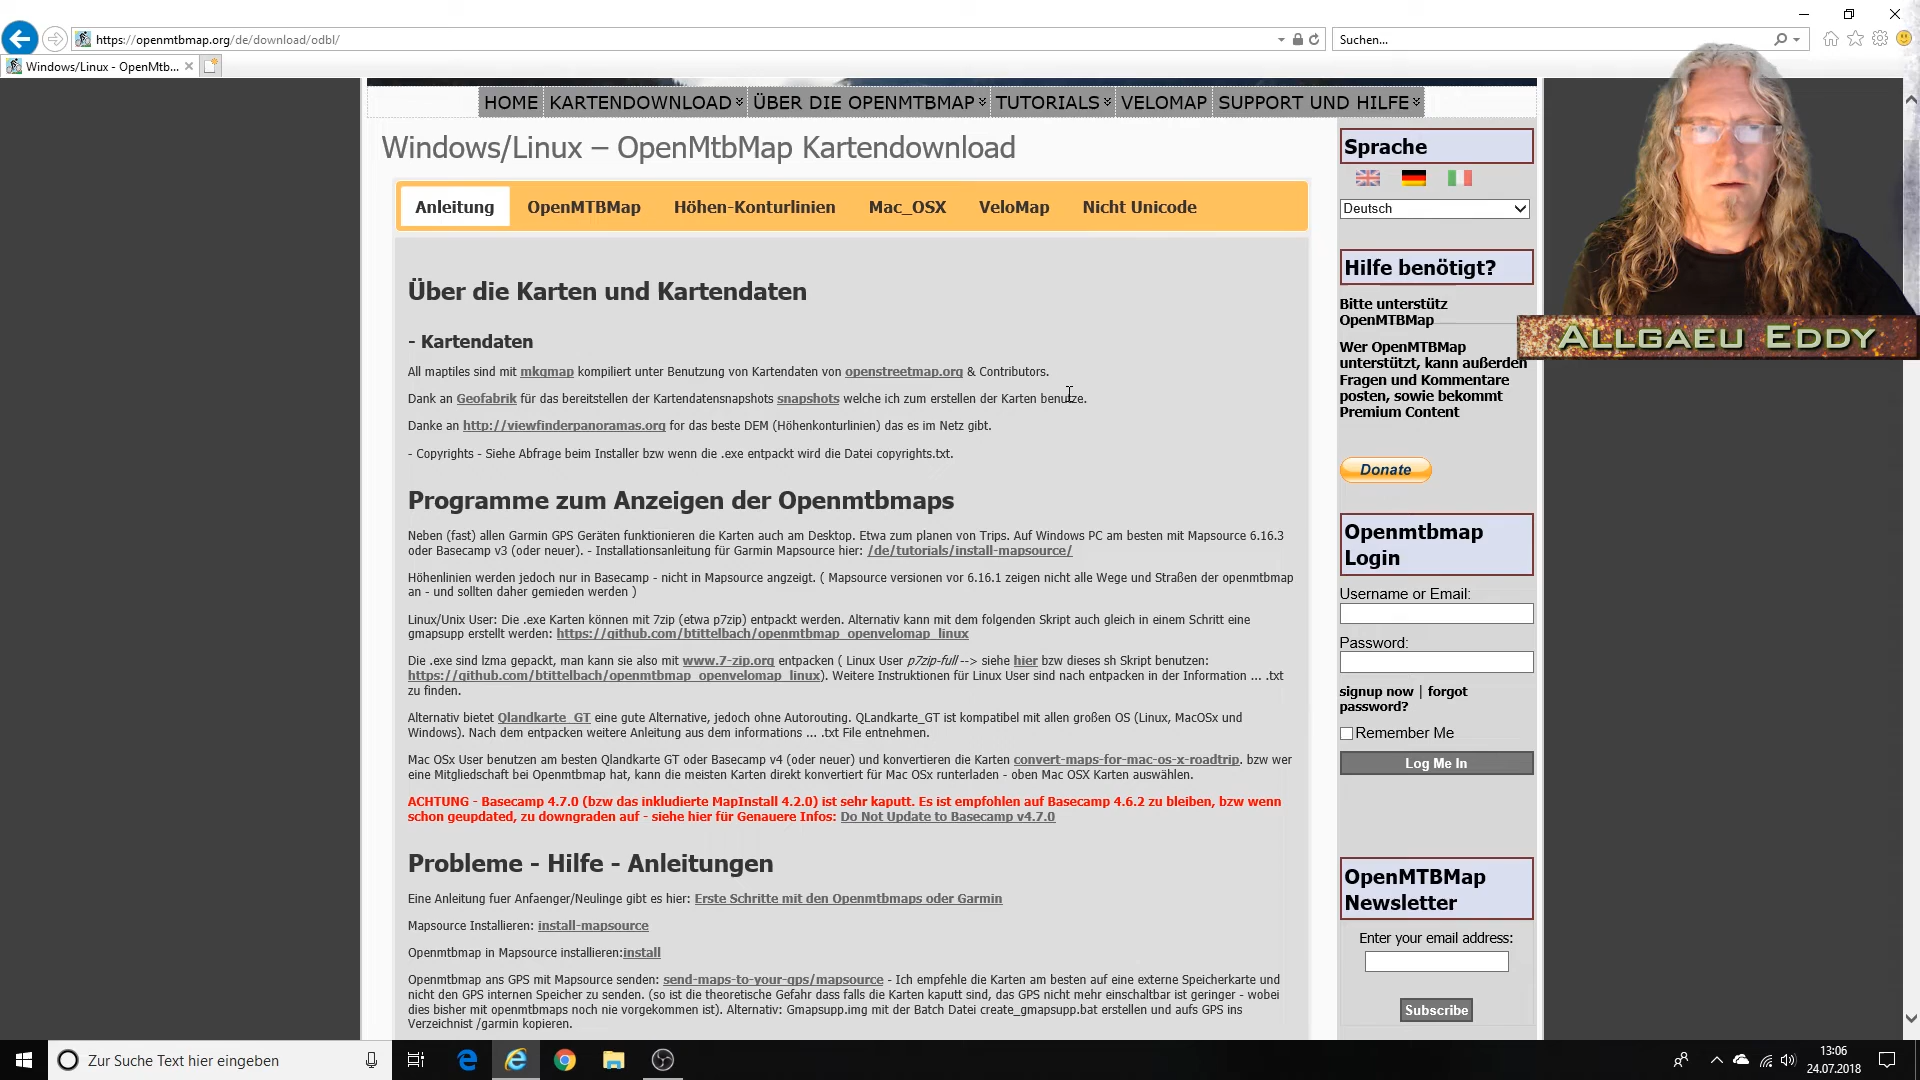 https://openmtbmap.org/de/download/odbl/
Suchen...
Windows/Linux - OpenMtb...
HOME KARTENDOWNLOAD ÜBER DIE OPENMTBMAP TUTORIALS VELOMAP SUPPORT UND HILFE
Windows/Linux – OpenMtbMap Kartendownload
Anleitung OpenMTBMap Höhen-Konturlinien Mac_OSX VeloMap Nicht Unicode
Über die Karten und Kartendaten
- Kartendaten
All maptiles sind mit mkgmap kompiliert unter Benutzung von Kartendaten von openstreetmap.org & Contributors.
Dank an Geofabrik für das bereitstellen der Kartendatensnapshots snapshots welche ich zum erstellen der Karten benutze.
Danke an http://viewfinderpanoramas.org for das beste DEM (Höhenkonturlinien) das es im Netz gibt.
- Copyrights - Siehe Abfrage beim Installer bzw wenn die .exe entpackt wird die Datei copyrights.txt.
Programme zum Anzeigen der Openmtbmaps
Neben (fast) allen Garmin GPS Geräten funktionieren die Karten auch am Desktop. Etwa zum planen von Trips. Auf Windows PC am besten mit Mapsource 6.16.3
oder Basecamp v3 (oder neuer). - Installationsanleitung für Garmin Mapsource hier: /de/tutorials/install-mapsource/
Höhenlinien werden jedoch nur in Basecamp - nicht in Mapsource angzeigt. ( Mapsource versionen vor 6.16.1 zeigen nicht alle Wege und Straßen der openmtbmap
an - und sollten daher gemieden werden )
Linux/Unix User: Die .exe Karten können mit 7zip (etwa p7zip) entpackt werden. Alternativ kann mit dem folgenden Skript auch gleich in einem Schritt eine
gmapsupp erstellt werden: https://github.com/btittelbach/openmtbmap_openvelomap_linux
Die .exe sind lzma gepackt, man kann sie also mit www.7-zip.org entpacken ( Linux User p7zip-full --> siehe hier bzw dieses sh Skript benutzen:
https://github.com/btittelbach/openmtbmap_openvelomap_linux). Weitere Instruktionen für Linux User sind nach entpacken in der Information ... .txt
zu finden.
Alternativ bietet Qlandkarte_GT eine gute Alternative, jedoch ohne Autorouting. QLandkarte_GT ist kompatibel mit allen großen OS (Linux, MacOSx und
Windows). Nach dem entpacken weitere Anleitung aus dem informations ... .txt File entnehmen.
Mac OSx User benutzen am besten Qlandkarte GT oder Basecamp v4 (oder neuer) und konvertieren die Karten convert-maps-for-mac-os-x-roadtrip. bzw wer
eine Mitgliedschaft bei Openmtbmap hat, kann die meisten Karten direkt konvertiert für Mac OSx runterladen - oben Mac OSX Karten auswählen.
ACHTUNG - Basecamp 4.7.0 (bzw das inkludierte MapInstall 4.2.0) ist sehr kaputt. Es ist empfohlen auf Basecamp 4.6.2 zu bleiben, bzw wenn
schon geupdated, zu downgraden auf - siehe hier für Genauere Infos: Do Not Update to Basecamp v4.7.0
Probleme - Hilfe - Anleitungen
Eine Anleitung fuer Anfaenger/Neulinge gibt es hier: Erste Schritte mit den Openmtbmaps oder Garmin
Mapsource Installieren: install-mapsource
Openmtbmap in Mapsource installieren:install
Openmtbmap ans GPS mit Mapsource senden: send-maps-to-your-gps/mapsource - Ich empfehle die Karten am besten auf eine externe Speicherkarte und
nicht den GPS internen Speicher zu senden. (so ist die theoretische Gefahr dass falls die Karten kaputt sind, das GPS nicht mehr einschaltbar ist geringer - wobei
dies bisher mit openmtbmaps noch nie vorgekommen ist). Alternativ: Gmapsupp.img mit der Batch Datei create_gmapsupp.bat erstellen und aufs GPS ins
Verzeichnist /garmin kopieren.
Sprache
Deutsch
Hilfe benötigt?
Bitte unterstütz
OpenMTBMap
Wer OpenMTBMap
unterstützt, kann außerden
Fragen und Kommentare
posten, sowie bekommt
Premium Content
Donate
Openmtbmap
Login
Username or Email:
Password:
signup now | forgot
password?
Remember Me
Log Me In
OpenMTBMap
Newsletter
Enter your email address:
Subscribe
ALLGAEU EDDY
Zur Suche Text hier eingeben
13:06
24.07.2018